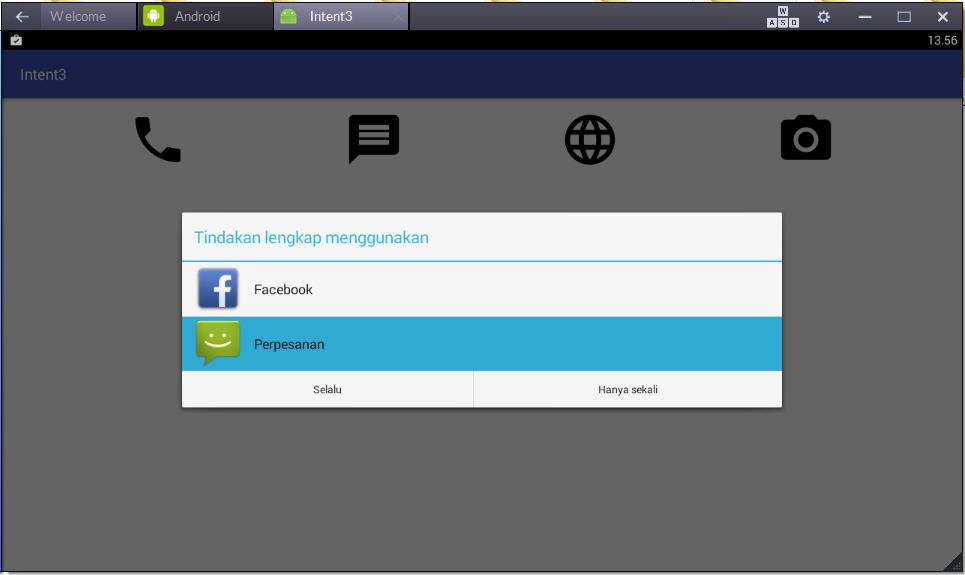 Welcome Android Intent3
W
A S D
13.56
Intent3
Tindakan lengkap menggunakan
Facebook
Perpesanan
Selalu Hanya sekali